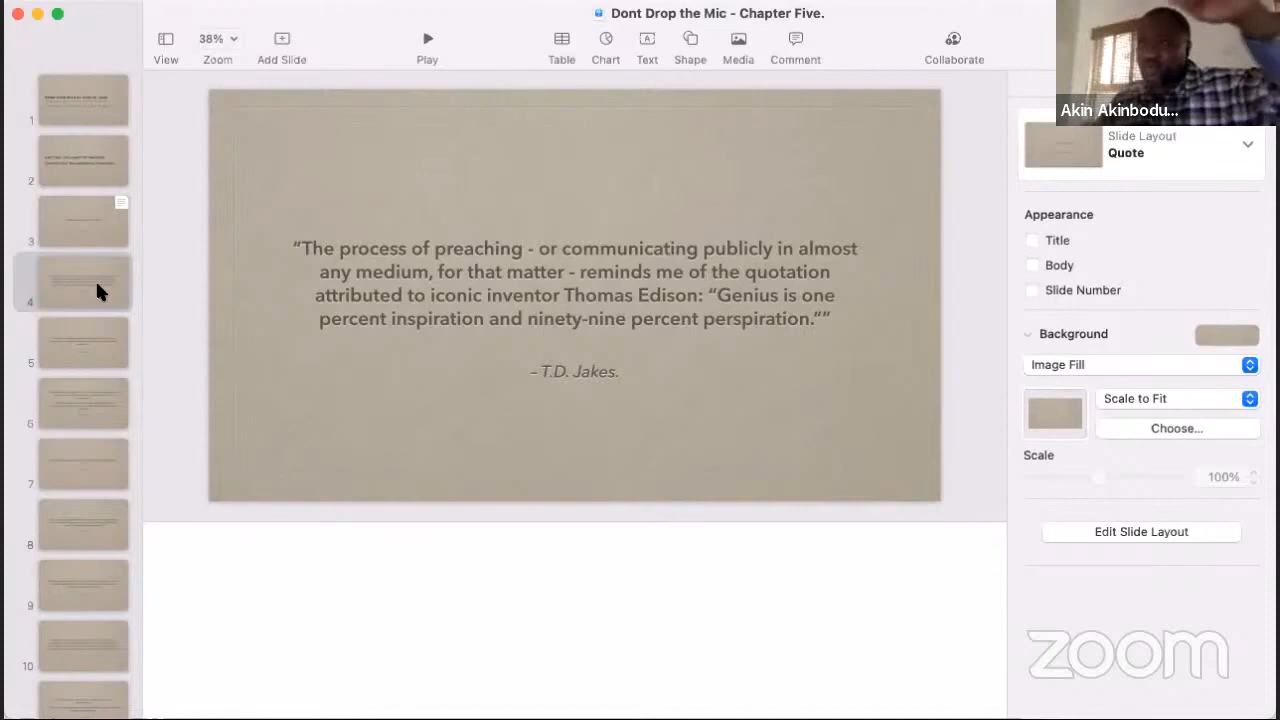 Dont Drop the Mic - Chapter Five.
38%
View
Zoom
Add Slide
Play
Table
Chart
Text
Shape
Media
Comment
Collaborate
Akin Akinbodu...
1
2
3
4
5
6
7
8
9
10
“The process of preaching - or communicating publicly in almost
any medium, for that matter - reminds me of the quotation
attributed to iconic inventor Thomas Edison: “Genius is one
percent inspiration and ninety-nine percent perspiration.””
– T.D. Jakes.
Slide Layout
Quote
Appearance
Title
Body
Slide Number
Background
Image Fill
Scale to Fit
Choose...
Scale
100%
Edit Slide Layout
zoom